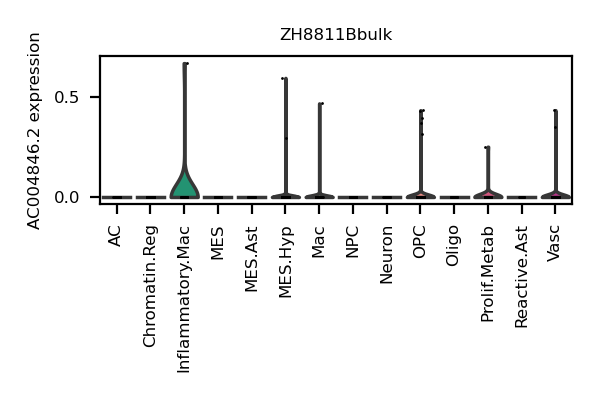 ZH8811Bbulk
AC004846.2 expression
0.5
0.0
AC
Chromatin.Reg
Inflammatory.Mac
MES
MES.Ast
MES.Hyp
Mac
NPC
Neuron
OPC
Oligo
Prolif.Metab
Reactive.Ast
Vasc